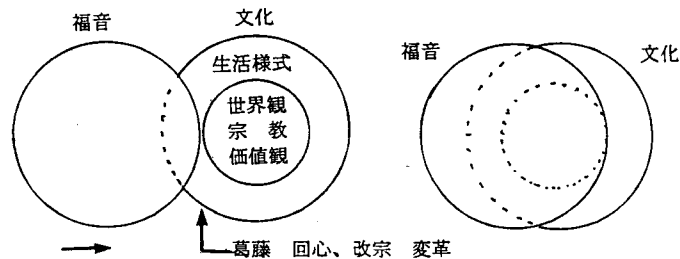 福音
文化
生活様式
世界観
宗 教
価値観
葛藤 回心、改宗 変革
福音
文化